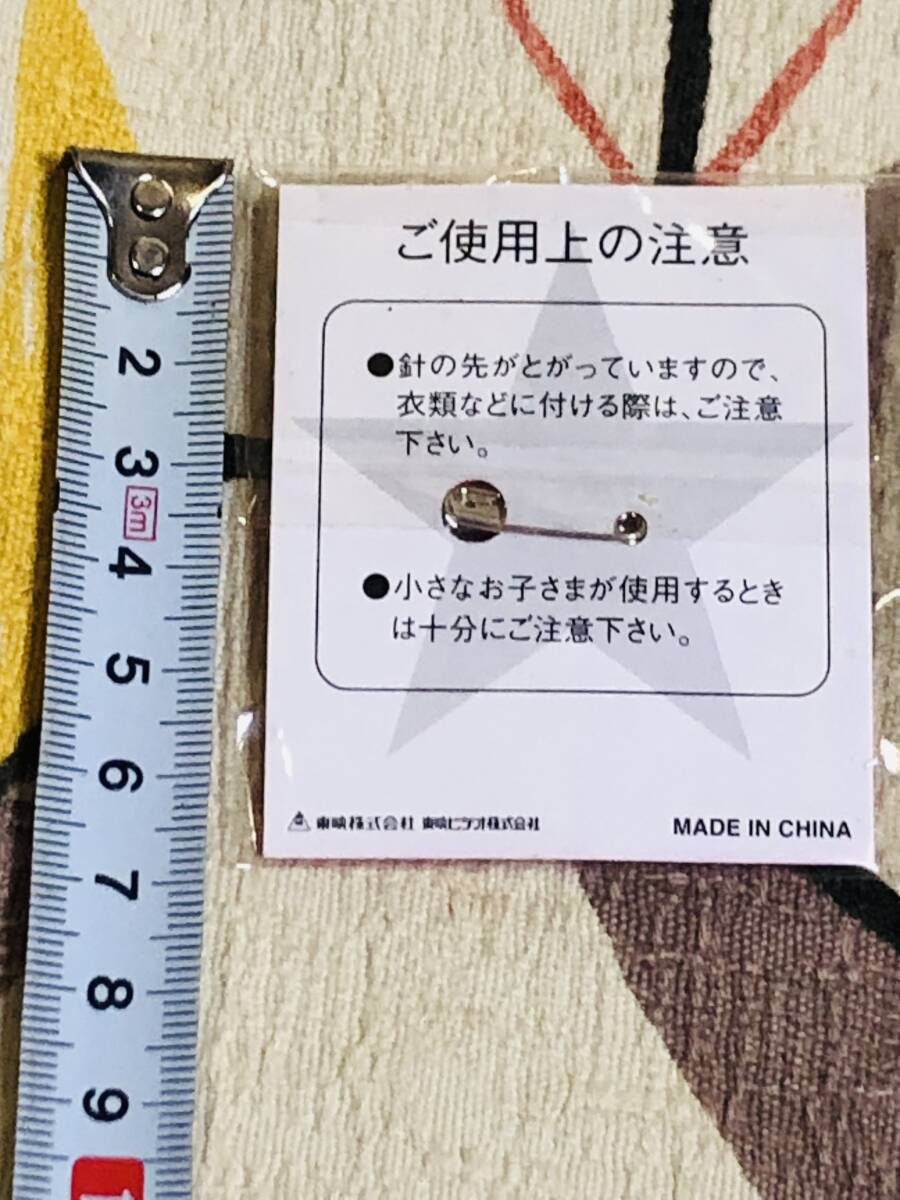 ご使用上の注意
●針の先がとがっていますので、
衣類などに付ける際は、ご注意
下さい。
●小さなお子さまが使用するとき
は十分にご注意下さい。
東映株式会社 東映ビデオ株式会社
MADE IN CHINA
2
3
3m
4
5
6
7
8
9